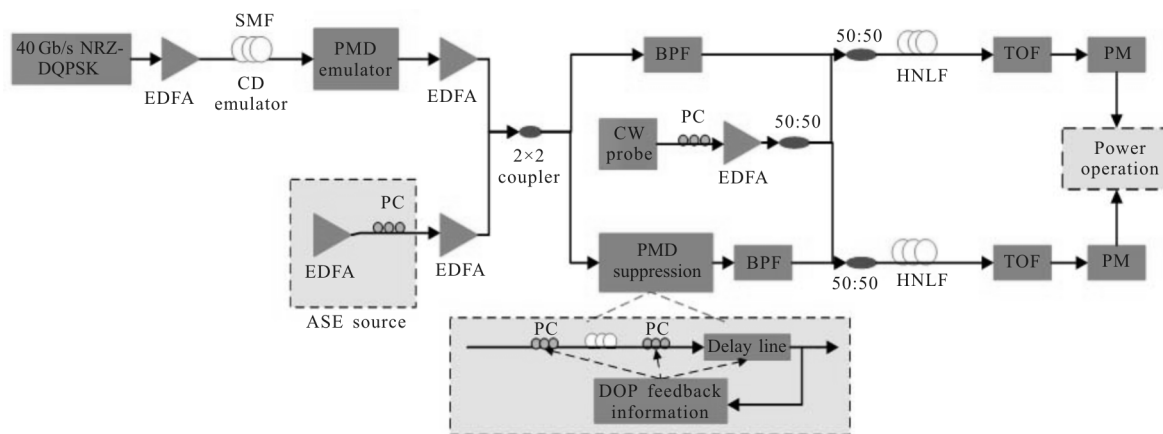 40 Gb/s NRZ-
DQPSK
EDFA
SMF
CD
emulator
PMD
emulator
EDFA
ASE source
EDFA
PC
EDFA
2×2
coupler
BPF
CW
probe
PC
EDFA
50:50
50:50
HNLF
TOF
PM
Power
operation
PMD
suppression
BPF
50:50
HNLF
TOF
PM
PC
PC
Delay line
DOP feedback
information